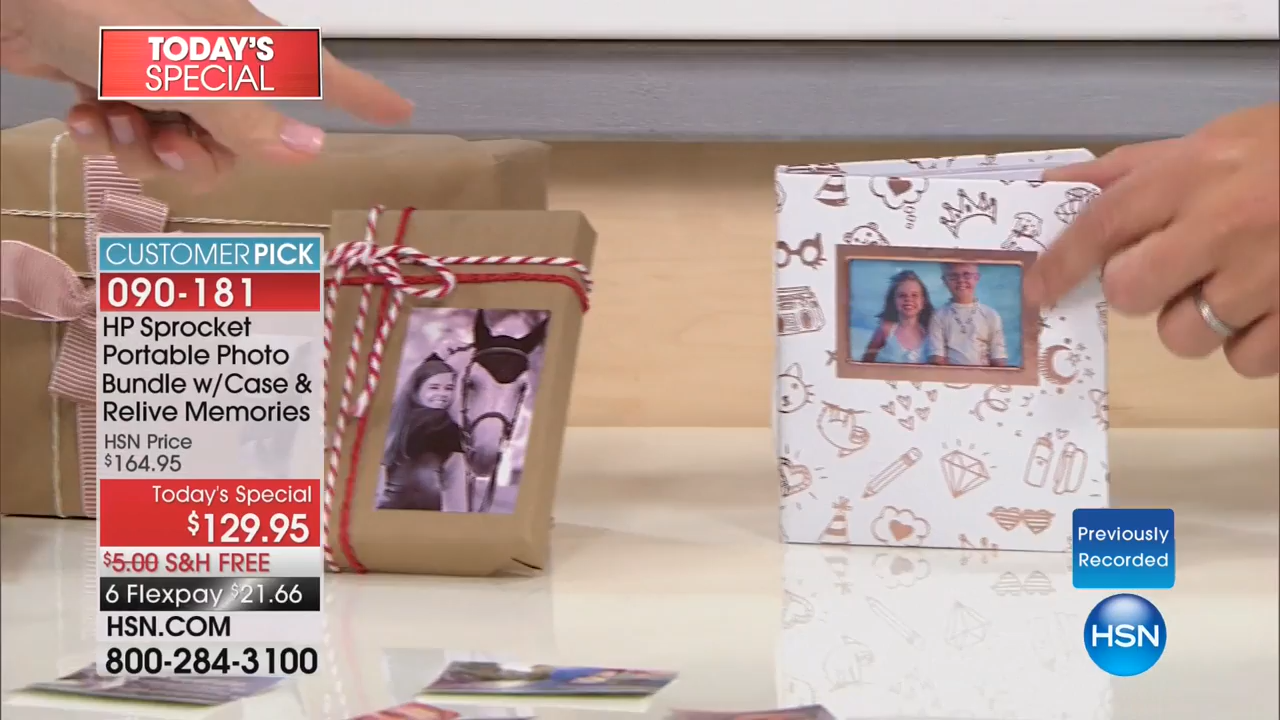 TODAY'S
SPECIAL
CUSTOMER PICK
090-181
HP Sprocket
Portable Photo
Bundle w/Case &
Relive Memories
HSN Price
$164.95
Today's Special
$129.95
$5.00 S&H FREE
6 Flexpay $21.66
HSN.COM
800-284-3100
Previously
Recorded
HSN